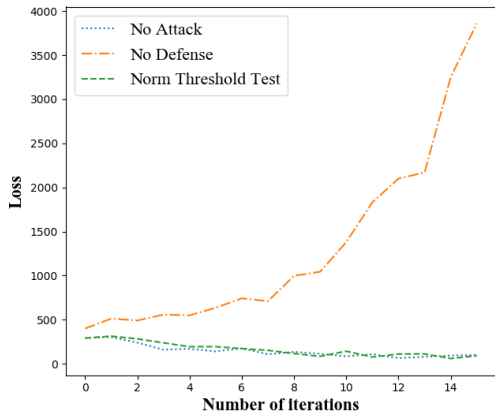 4000
3500
3000
2500
2000
1500
1000
500
0
Loss
No Attack
No Defense
Norm Threshold Test
0 2 4 6 8 10 12 14
Number of iterations